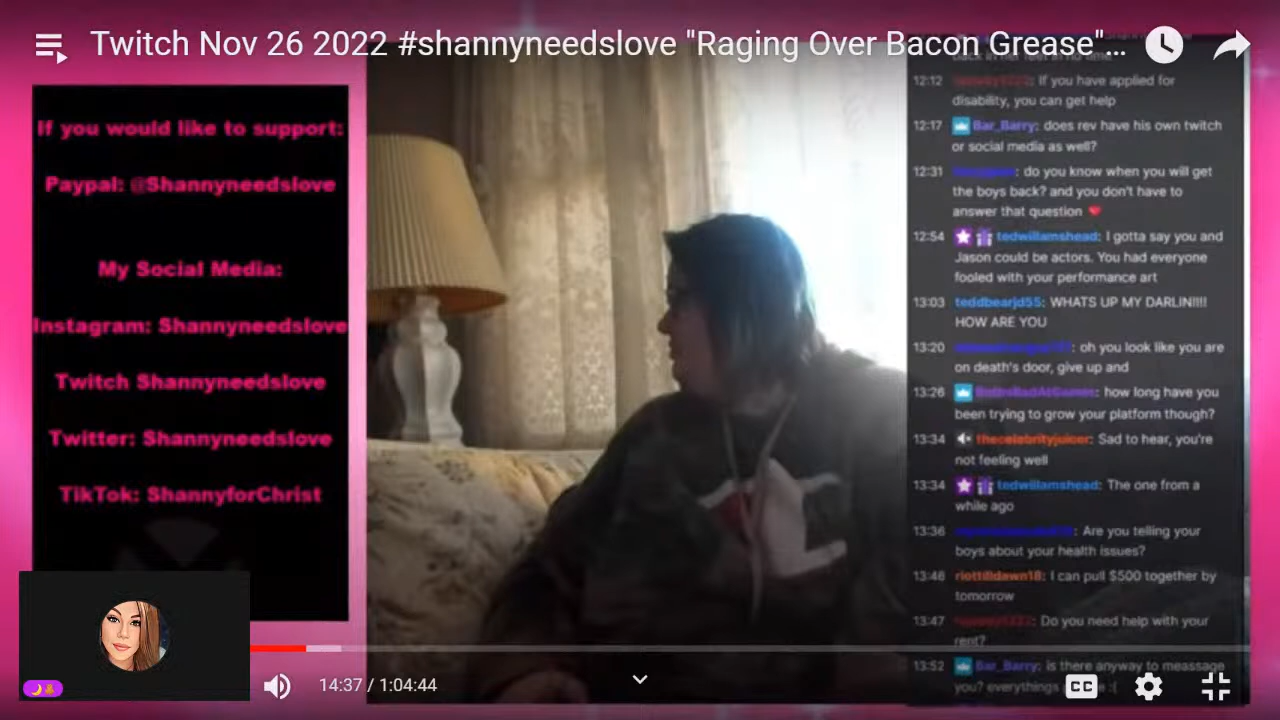 Twitch Nov 26 2022 #shannyneedslove "Raging Over Bacon Grease"...
If you would like to support:
Paypal: @Shannyneedslove
My Social Media:
Instagram: Shannyneedslove
Twitch Shannyneedslove
Twitter: Shannyneedslove
TikTok: ShannyforChrist
back in her feet in no time
12:12 : If you have applied for
disability, you can get help
12:17 Bar_Barry: does rev have his own twitch
or social media as well?
12:31 : do you know when you will get
the boys back? and you don't have to
answer that question ❤
12:54 tedwillamshead: I gotta say you and
Jason could be actors. You had everyone
fooled with your performance art
13:03 teddbearjd55: WHATS UP MY DARLIN!!!!
HOW ARE YOU
13:20 : oh you look like you are
on death's door, give up and
13:26 : how long have you
been trying to grow your platform though?
13:34 thecelebrityjuicer: Sad to hear, you're
not feeling well
13:34 tedwillamshead: The one from a
while ago
13:36 : Are you telling your
boys about your health issues?
13:46 riottilldawn18: I can pull $500 together by
tomorrow
13:47 : Do you need help with your
rent?
13:52 Bar_Barry: is there anyway to meassage
you? everythings :(
14:37 / 1:04:44
CC